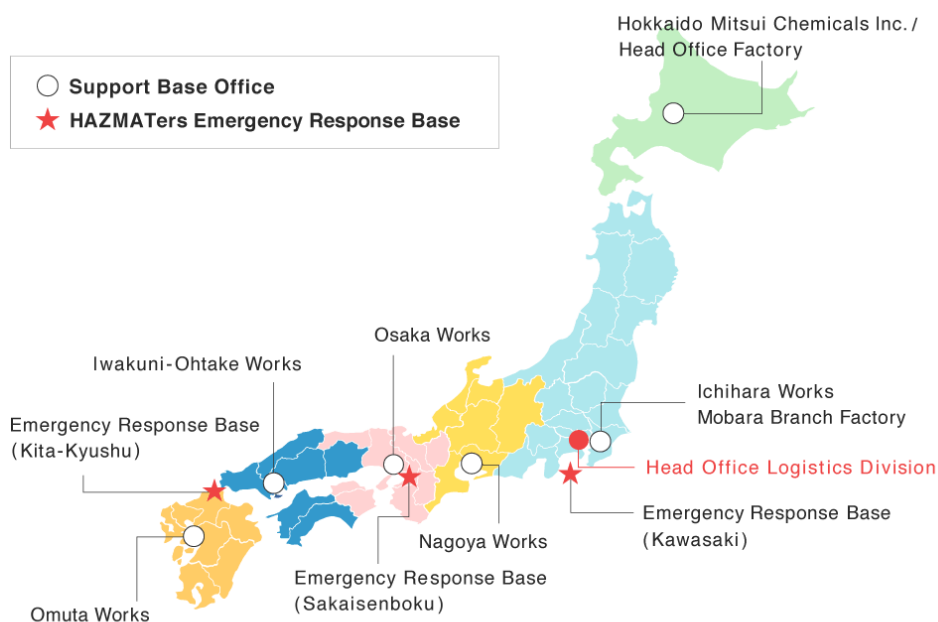 Hokkaido Mitsui Chemicals Inc. /
Head Office Factory
Support Base Office
HAZMATers Emergency Response Base
Osaka Works
Iwakuni-Ohtake Works
Ichihara Works
Mobara Branch Factory
Emergency Response Base
(Kita-Kyushu)
Head Office Logistics Division
Emergency Response Base
(Kawasaki)
Nagoya Works
Emergency Response Base
(Sakaisenboku)
Omuta Works